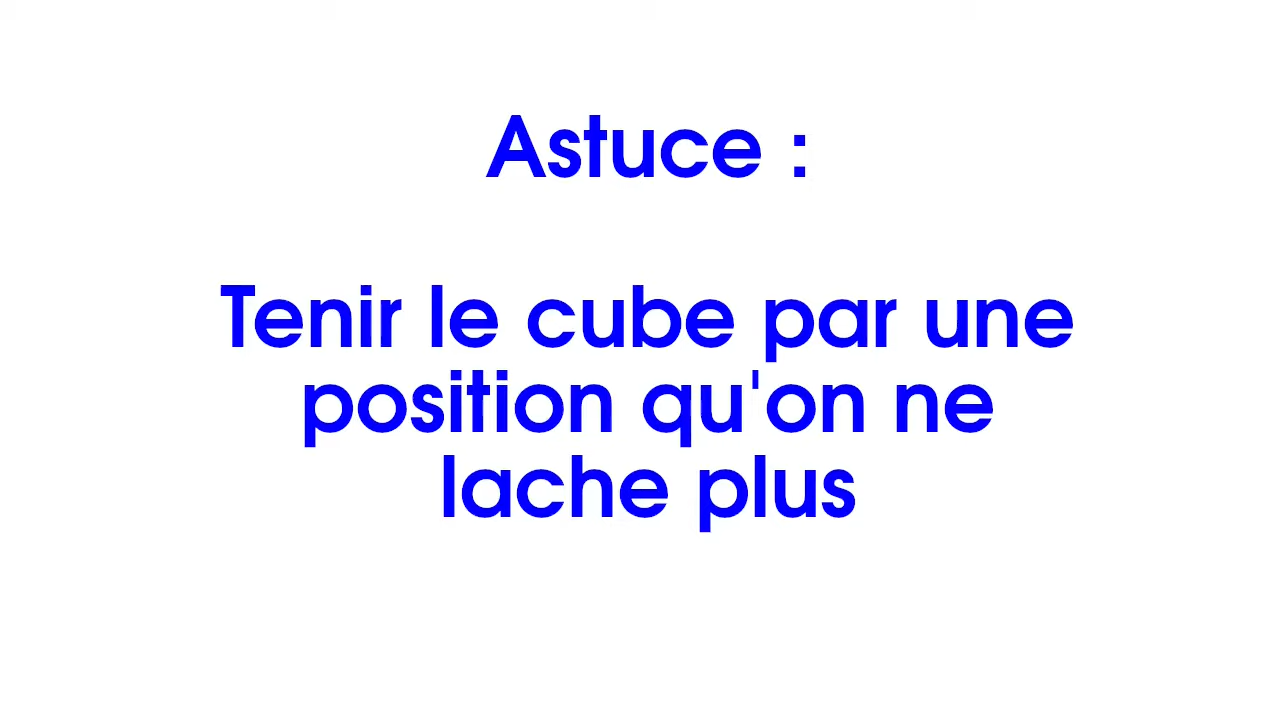 Astuce :
Tenir le cube par une
position qu'on ne
lache plus